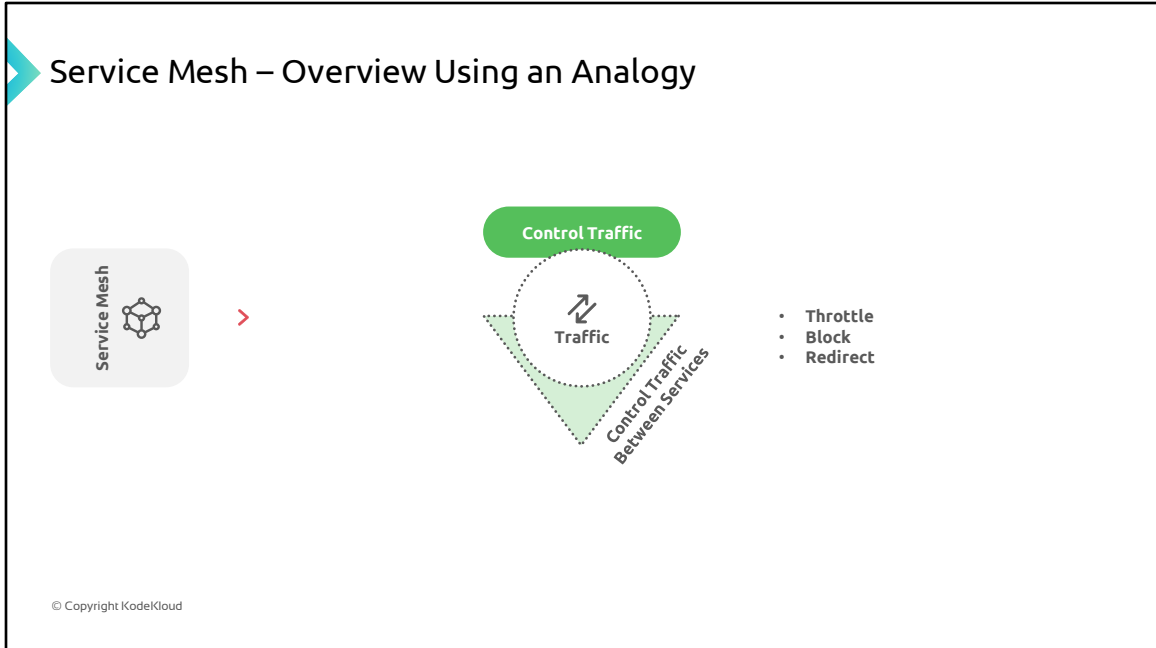 Service Mesh – Overview Using an Analogy
Service Mesh
Control Traffic
Traffic
Control Traffic
Between Services
• Throttle
• Block
• Redirect
© Copyright KodeKloud